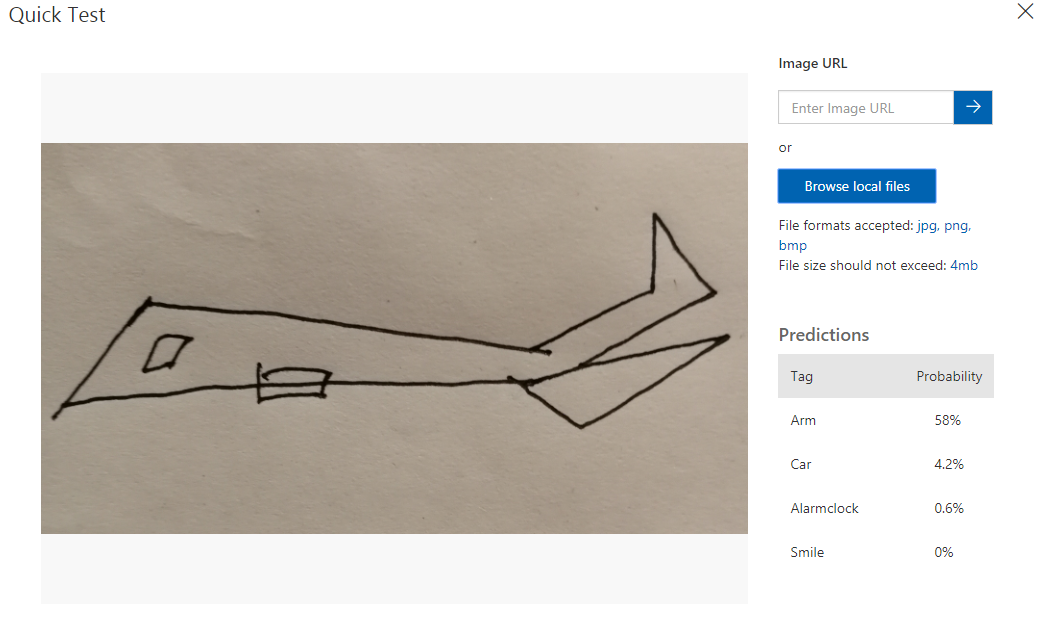 Quick Test
Image URL
Enter Image URL
or
Browse local files
File formats accepted: jpg, png,
bmp
File size should not exceed: 4mb
Predictions
Tag Probability
Arm 58%
Car 4.2%
Alarmclock 0.6%
Smile 0%